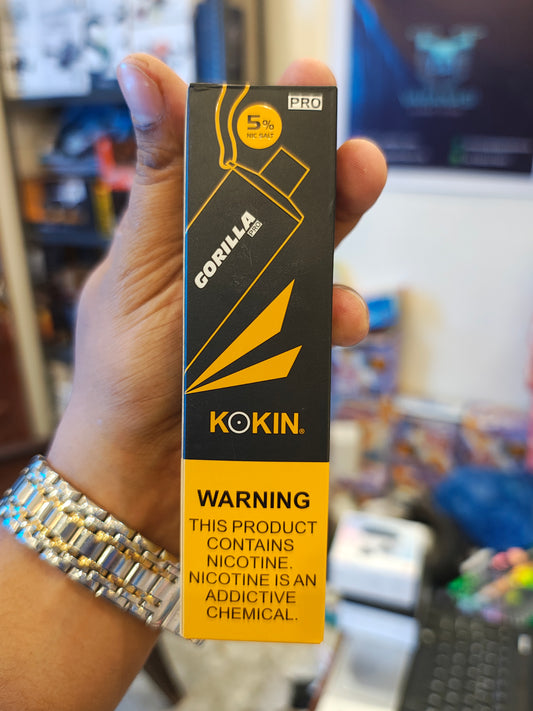 PRO
5%
NIC SALT
GORILLA
PRO
KOKIN®
WARNING
THIS PRODUCT
CONTAINS
NICOTINE.
NICOTINE IS AN
ADDICTIVE
CHEMICAL.